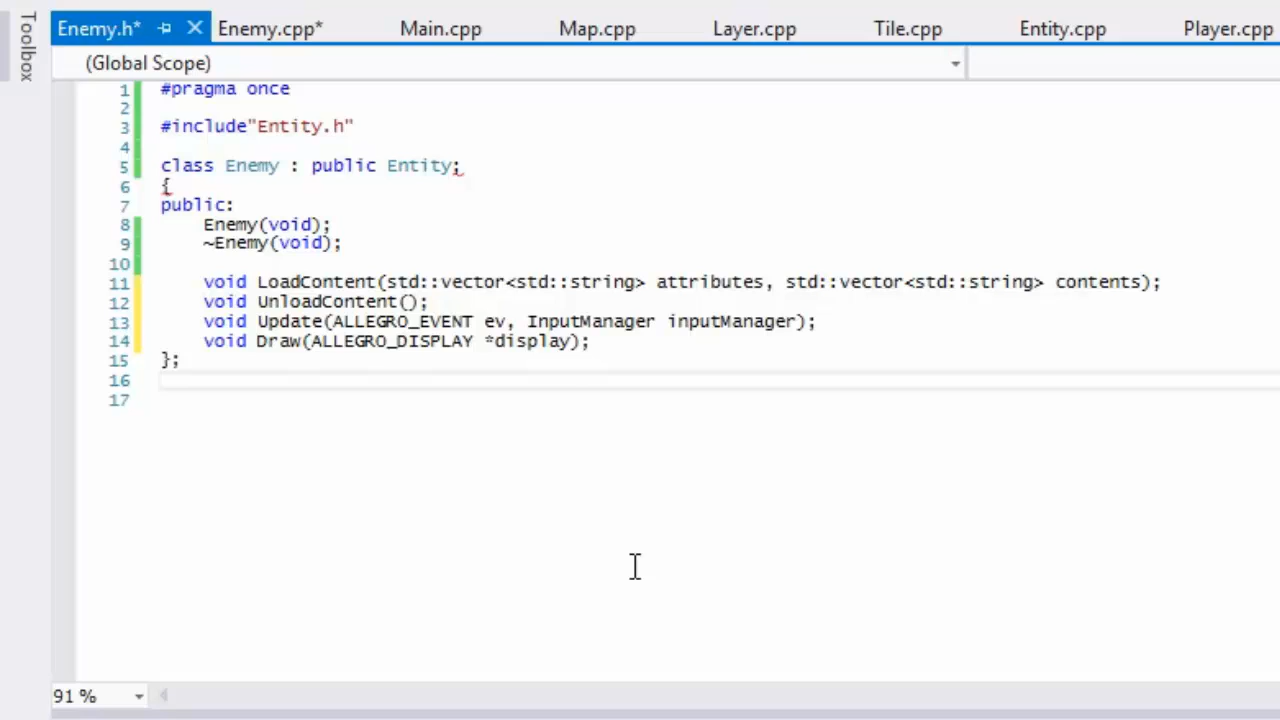 Toolbox
Enemy.h* Enemy.cpp* Main.cpp Map.cpp Layer.cpp Tile.cpp Entity.cpp Player.cpp
(Global Scope)
1 #pragma once
2
3 #include"Entity.h"
4
5 class Enemy : public Entity;
6 {
7 public:
8 Enemy(void);
9 ~Enemy(void);
10
11 void LoadContent(std::vector<std::string> attributes, std::vector<std::string> contents);
12 void UnloadContent();
13 void Update(ALLEGRO_EVENT ev, InputManager inputManager);
14 void Draw(ALLEGRO_DISPLAY *display);
15 };
16
17
91 %